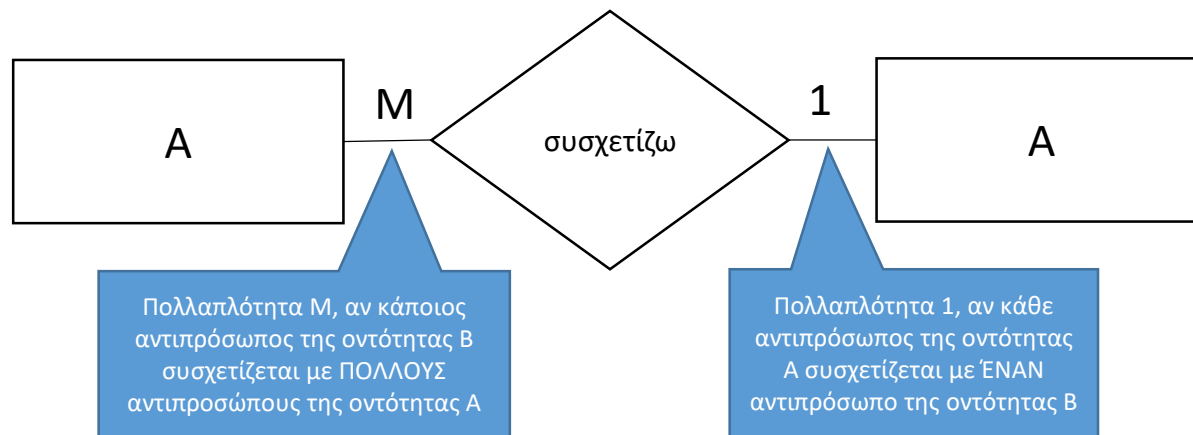 Α
Μ
συσχετίζω
1
Α
Πολλαπλότητα Μ, αν κάποιος
αντιπρόσωπος της οντότητας Β
συσχετίζεται με ΠΟΛΛΟΥΣ
αντιπροσώπους της οντότητας Α
Πολλαπλότητα 1, αν κάθε
αντιπρόσωπος της οντότητας
Α συσχετίζεται με ΈΝΑΝ
αντιπρόσωπο της οντότητας Β